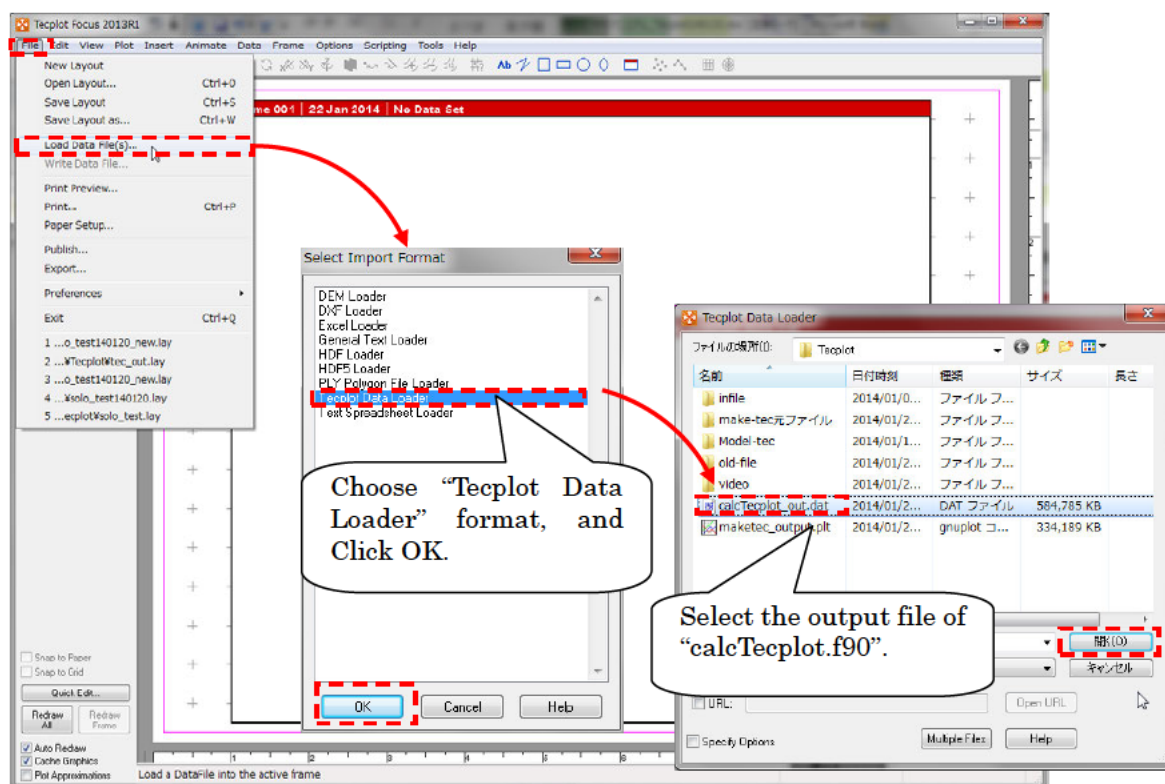 Tecplot Focus 2013R1
File Edit View Plot Insert Animate Data Frame Options Scripting Tools Help
New Layout
Open Layout... Ctrl+O
Save Layout Ctrl+S
Save Layout as... Ctrl+W
Load Data File(s)...
Write Data File...
Print Preview...
Print... Ctrl+P
Paper Setup...
Publish...
Export...
Preferences
Exit Ctrl+Q
1 ...o_test140120_new.lay
2 ...¥Tecplot¥tec_out.lay
3 ...o_test140120_new.lay
4 ...¥solo_test140120.lay
5 ...ecplot¥solo_test.lay
me 001 | 22 Jan 2014 | No Data Set
Select Import Format
DEM Loader
DXF Loader
Excel Loader
General Text Loader
HDF Loader
HDF5 Loader
PLY Polygon File Loader
Tecplot Data Loader
Text Spreadsheet Loader
Choose “Tecplot Data
Loader” format, and
Click OK.
OK Cancel Help
Tecplot Data Loader
ファイルの場所(I): Tecplot
名前 日付時刻 種類 サイズ 長さ
infile 2014/01/0... ファイル フ...
make-tec元ファイル 2014/01/2... ファイル フ...
Model-tec 2014/01/1... ファイル フ...
old-file 2014/01/2... ファイル フ...
video 2014/01/2... ファイル フ...
calcTecplot_out.dat 2014/01/2... DAT ファイル 584,785 KB
maketec_output.plt 2014/01/2... gnuplot コ... 334,189 KB
Select the output file of
“calcTecplot.f90”.
開く(O)
キャンセル
URL: Open URL
Specify Options Multiple Files Help
Snap to Paper
Snap to Grid
Quick Edit...
Redraw All Redraw Frame
Auto Redraw
Cache Graphics
Plot Approximations
Load a DataFile into the active frame